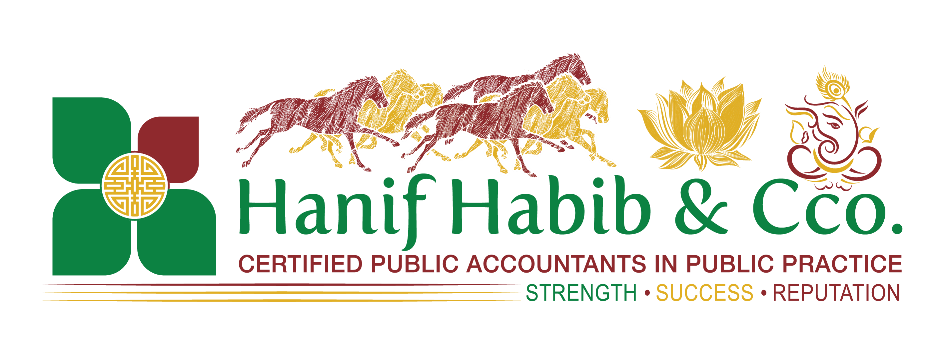 Hanif Habib & Cco.
CERTIFIED PUBLIC ACCOUNTANTS IN PUBLIC PRACTICE
STRENGTH • SUCCESS • REPUTATION